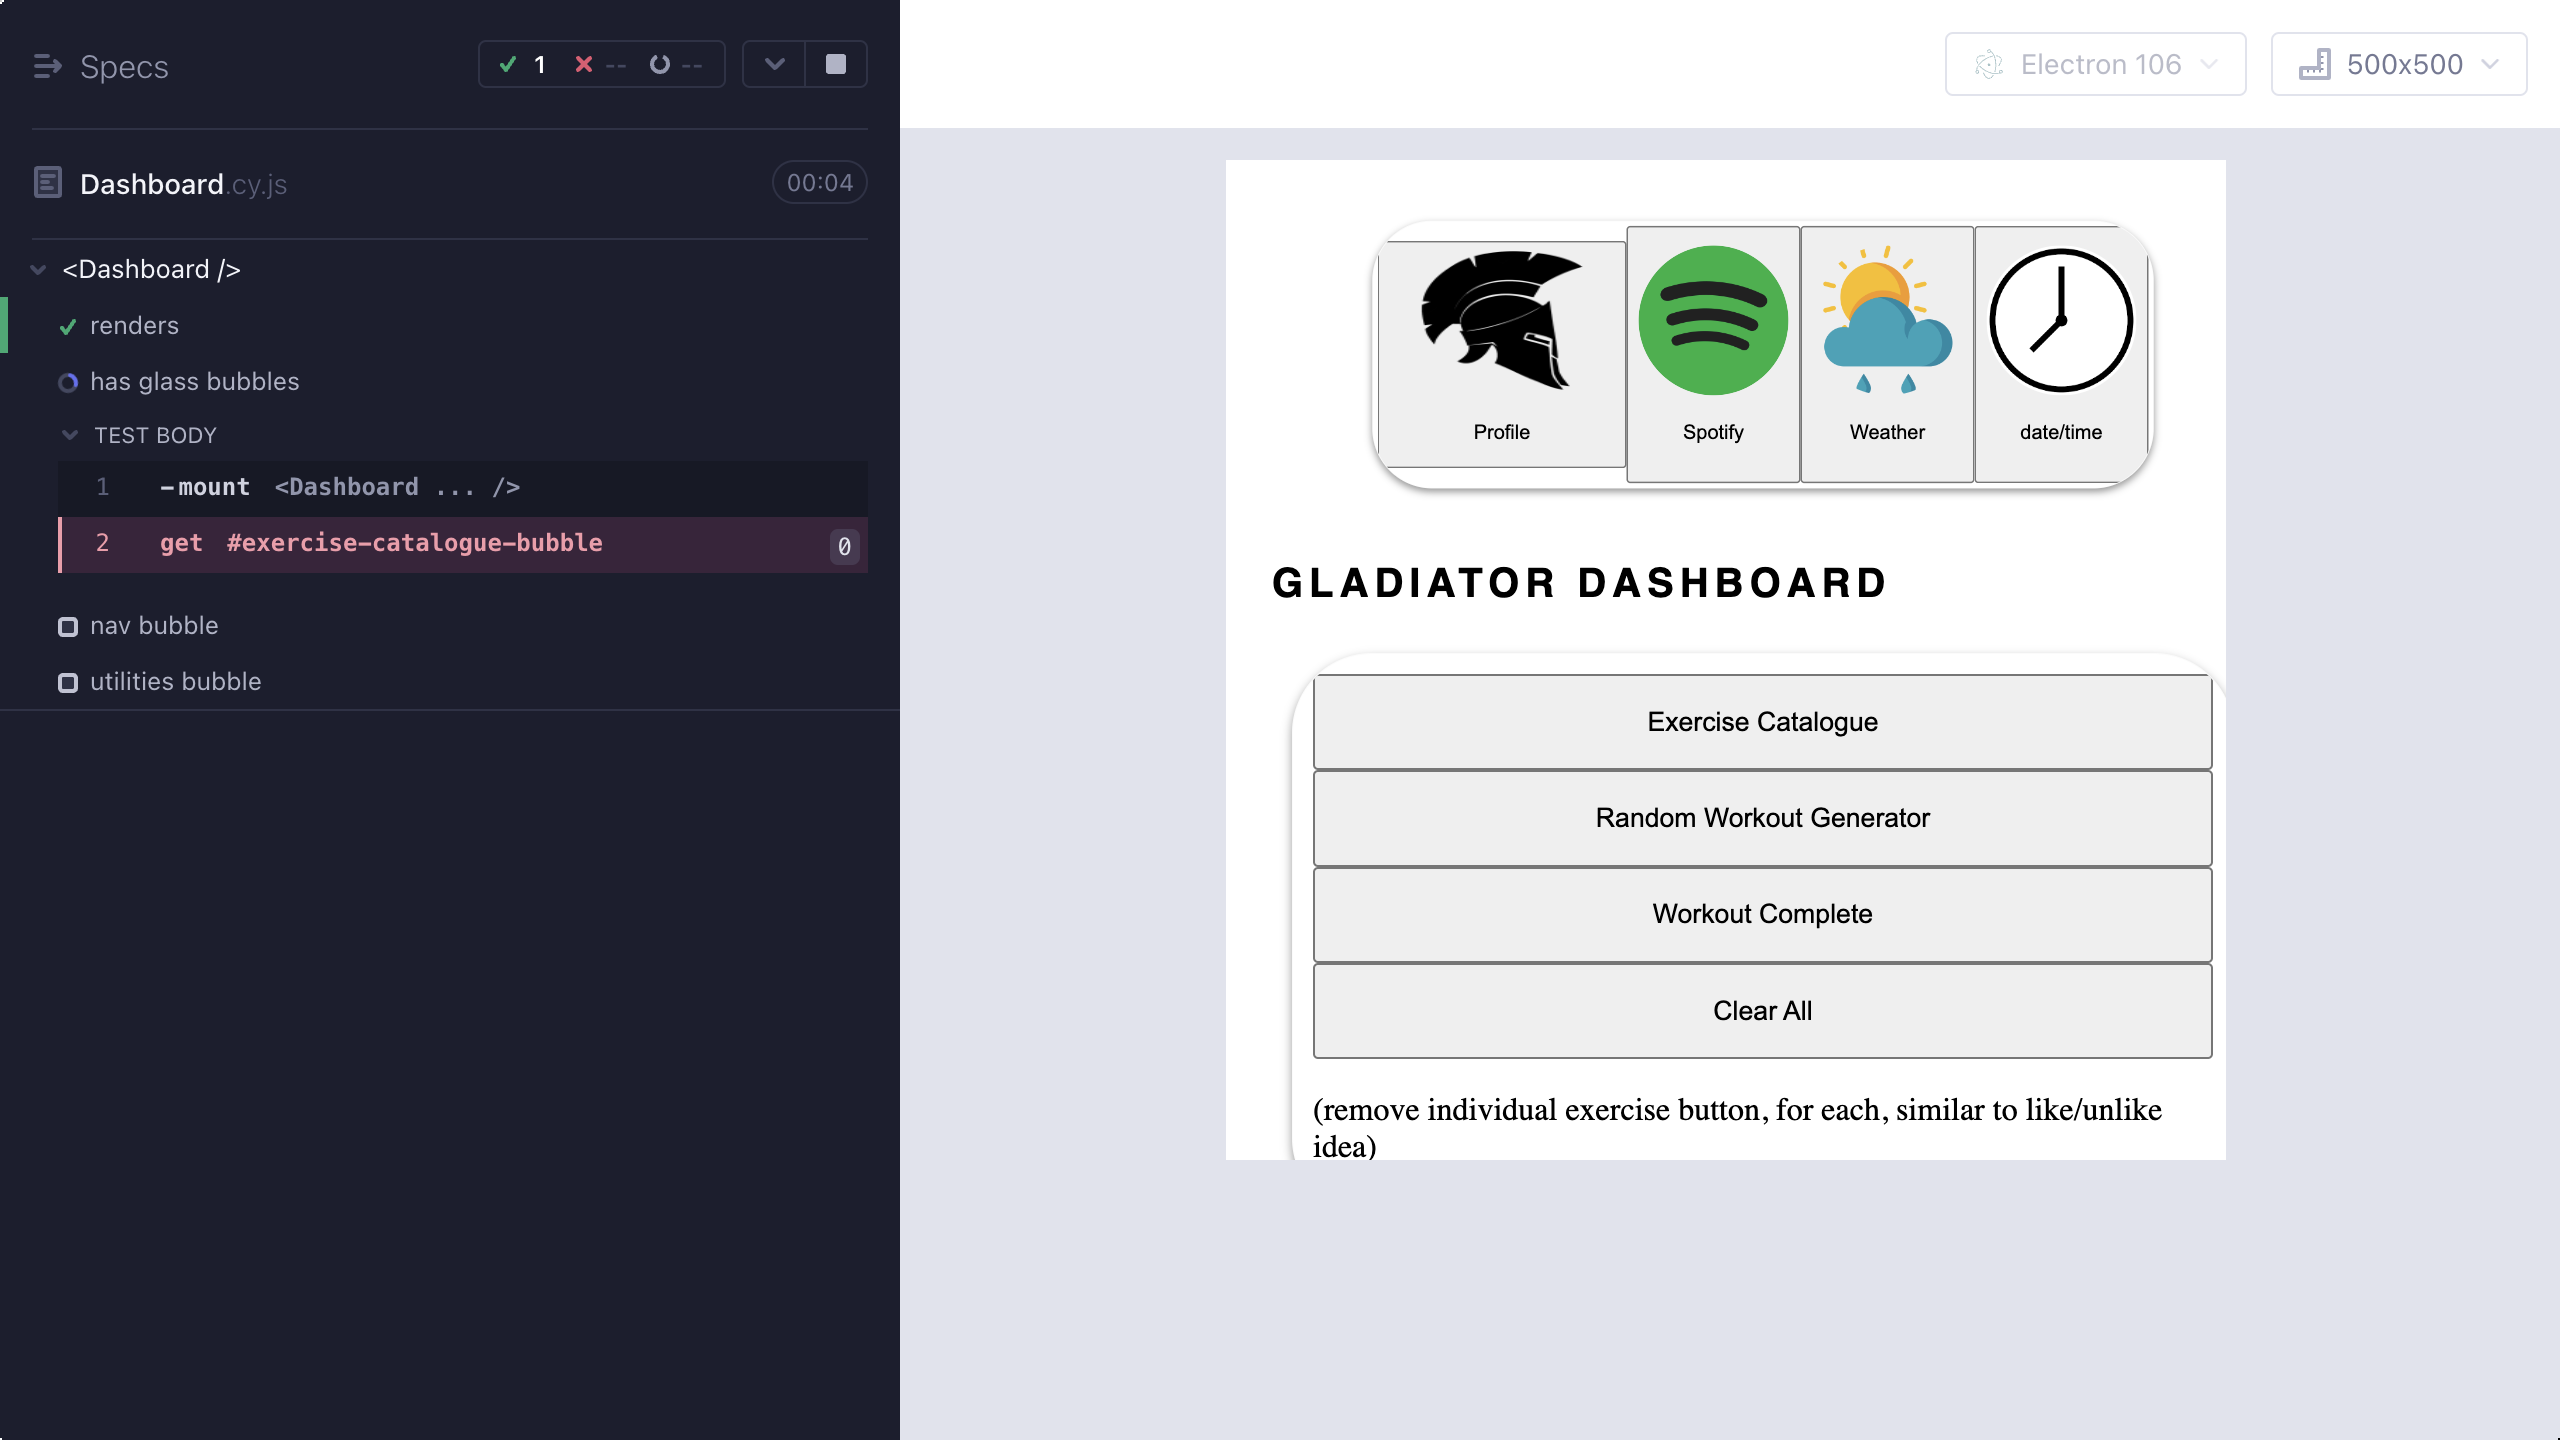 Specs
1 -- --
Dashboard.cy.js
00:04
<Dashboard />
renders
has glass bubbles
TEST BODY
1 -mount <Dashboard ... />
2 get #exercise-catalogue-bubble 0
nav bubble
utilities bubble
Electron 106
500x500
Profile
Spotify
Weather
date/time
GLADIATOR DASHBOARD
Exercise Catalogue
Random Workout Generator
Workout Complete
Clear All
(remove individual exercise button, for each, similar to like/unlike
idea)